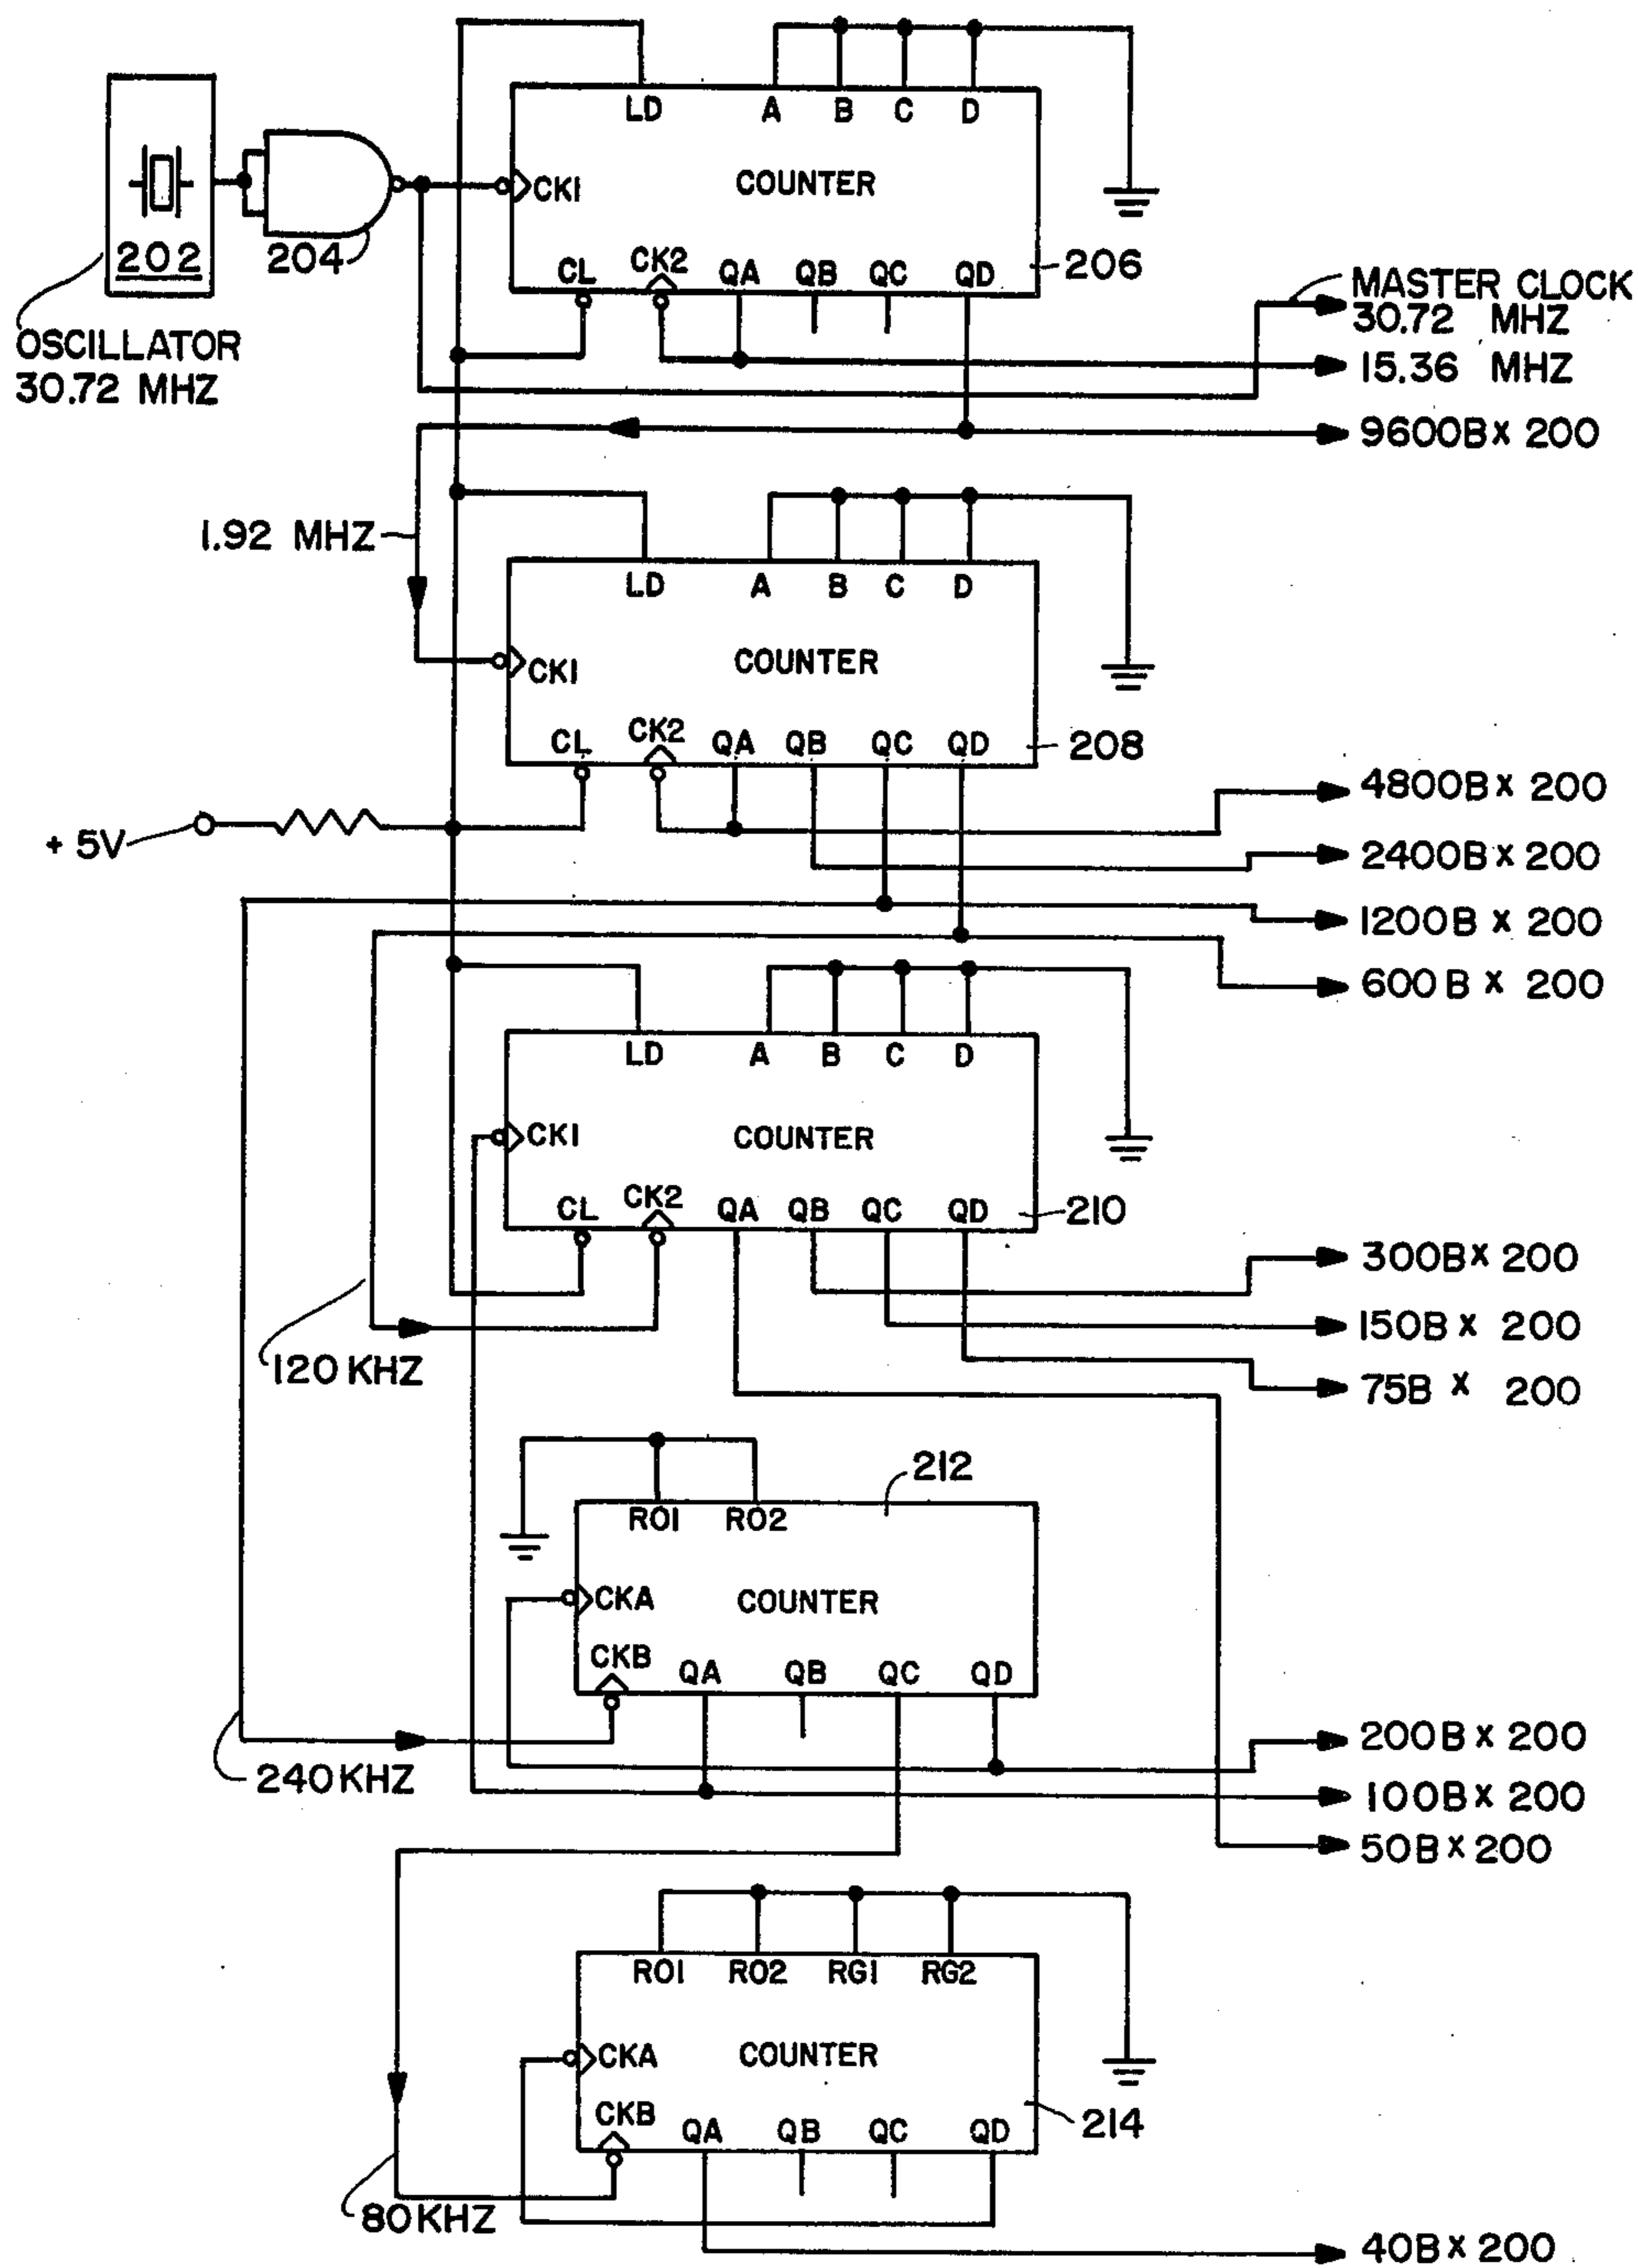 LD A B C D
CK1 COUNTER
202 204
CL CK2 QA QB QC QD
206
OSCILLATOR
30.72 MHZ
MASTER CLOCK
30.72 MHZ
15.36 MHZ
9600B x 200
1.92 MHZ
LD A B C D
CK1 COUNTER
CL CK2 QA QB QC QD
208
+ 5V
4800B x 200
2400B x 200
1200B x 200
600B x 200
LD A B C D
CK1 COUNTER
CL CK2 QA QB QC QD
210
120 KHZ
300B x 200
150B x 200
75B x 200
212
RO1 RO2
CKA COUNTER
CKB QA QB QC QD
240 KHZ
200B x 200
100B x 200
50B x 200
RO1 RO2 RG1 RG2
CKA COUNTER
CKB QA QB QC QD
214
80 KHZ
40B x 200